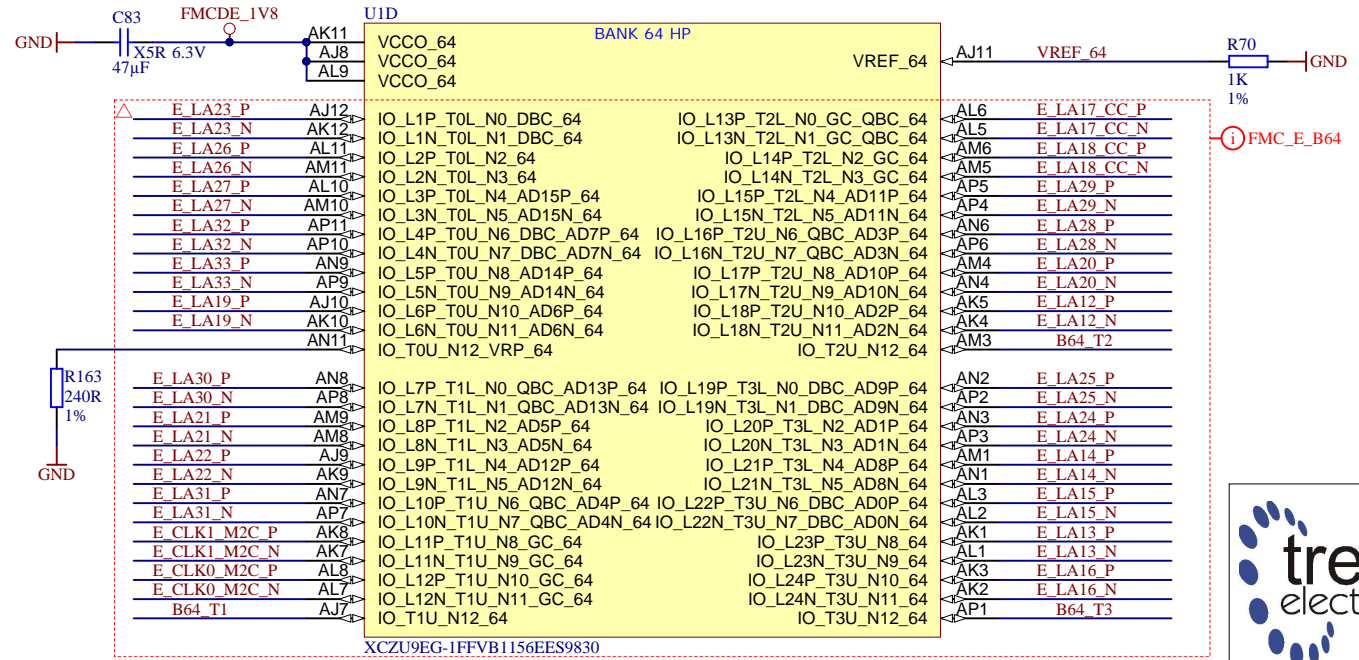 C83
FMCDE_1V8
U1D
GND
X5R 6.3V
47µF
BANK 64 HP
AK11 VCCO_64
AJ8 VCCO_64
AL9 VCCO_64
VREF_64 AJ11 VREF_64
R70
1K
1%
GND
E_LA23_P AJ12 IO_L1P_T0L_N0_DBC_64
E_LA23_N AK12 IO_L1N_T0L_N1_DBC_64
E_LA26_P AL11 IO_L2P_T0L_N2_64
E_LA26_N AM11 IO_L2N_T0L_N3_64
E_LA27_P AL10 IO_L3P_T0L_N4_AD15P_64
E_LA27_N AM10 IO_L3N_T0L_N5_AD15N_64
E_LA32_P AP11 IO_L4P_T0U_N6_DBC_AD7P_64
E_LA32_N AP10 IO_L4N_T0U_N7_DBC_AD7N_64
E_LA33_P AN9 IO_L5P_T0U_N8_AD14P_64
E_LA33_N AP9 IO_L5N_T0U_N9_AD14N_64
E_LA19_P AJ10 IO_L6P_T0U_N10_AD6P_64
E_LA19_N AK10 IO_L6N_T0U_N11_AD6N_64
AN11 IO_T0U_N12_VRP_64
R163
240R
1%
GND
E_LA30_P AN8 IO_L7P_T1L_N0_QBC_AD13P_64
E_LA30_N AP8 IO_L7N_T1L_N1_QBC_AD13N_64
E_LA21_P AM9 IO_L8P_T1L_N2_AD5P_64
E_LA21_N AM8 IO_L8N_T1L_N3_AD5N_64
E_LA22_P AJ9 IO_L9P_T1L_N4_AD12P_64
E_LA22_N AK9 IO_L9N_T1L_N5_AD12N_64
E_LA31_P AN7 IO_L10P_T1U_N6_QBC_AD4P_64
E_LA31_N AP7 IO_L10N_T1U_N7_QBC_AD4N_64
E_CLK1_M2C_P AK8 IO_L11P_T1U_N8_GC_64
E_CLK1_M2C_N AK7 IO_L11N_T1U_N9_GC_64
E_CLK0_M2C_P AL8 IO_L12P_T1U_N10_GC_64
E_CLK0_M2C_N AL7 IO_L12N_T1U_N11_GC_64
B64_T1 AJ7 IO_T1U_N12_64
IO_L13P_T2L_N0_GC_QBC_64 AL6 E_LA17_CC_P
IO_L13N_T2L_N1_GC_QBC_64 AL5 E_LA17_CC_N
IO_L14P_T2L_N2_GC_64 AM6 E_LA18_CC_P
IO_L14N_T2L_N3_GC_64 AM5 E_LA18_CC_N
IO_L15P_T2L_N4_AD11P_64 AP5 E_LA29_P
IO_L15N_T2L_N5_AD11N_64 AP4 E_LA29_N
IO_L16P_T2U_N6_QBC_AD3P_64 AN6 E_LA28_P
IO_L16N_T2U_N7_QBC_AD3N_64 AP6 E_LA28_N
IO_L17P_T2U_N8_AD10P_64 AM4 E_LA20_P
IO_L17N_T2U_N9_AD10N_64 AN4 E_LA20_N
IO_L18P_T2U_N10_AD2P_64 AK5 E_LA12_P
IO_L18N_T2U_N11_AD2N_64 AK4 E_LA12_N
IO_T2U_N12_64 AM3 B64_T2
IO_L19P_T3L_N0_DBC_AD9P_64 AN2 E_LA25_P
IO_L19N_T3L_N1_DBC_AD9N_64 AP2 E_LA25_N
IO_L20P_T3L_N2_AD1P_64 AN3 E_LA24_P
IO_L20N_T3L_N3_AD1N_64 AP3 E_LA24_N
IO_L21P_T3L_N4_AD8P_64 AM1 E_LA14_P
IO_L21N_T3L_N5_AD8N_64 AN1 E_LA14_N
IO_L22P_T3U_N6_DBC_AD0P_64 AL3 E_LA15_P
IO_L22N_T3U_N7_DBC_AD0N_64 AL2 E_LA15_N
IO_L23P_T3U_N8_64 AK1 E_LA13_P
IO_L23N_T3U_N9_64 AL1 E_LA13_N
IO_L24P_T3U_N10_64 AK3 E_LA16_P
IO_L24N_T3U_N11_64 AK2 E_LA16_N
IO_T3U_N12_64 AP1 B64_T3
i FMC_E_B64
XCZU9EG-1FFVB1156EES9830
tre
elect